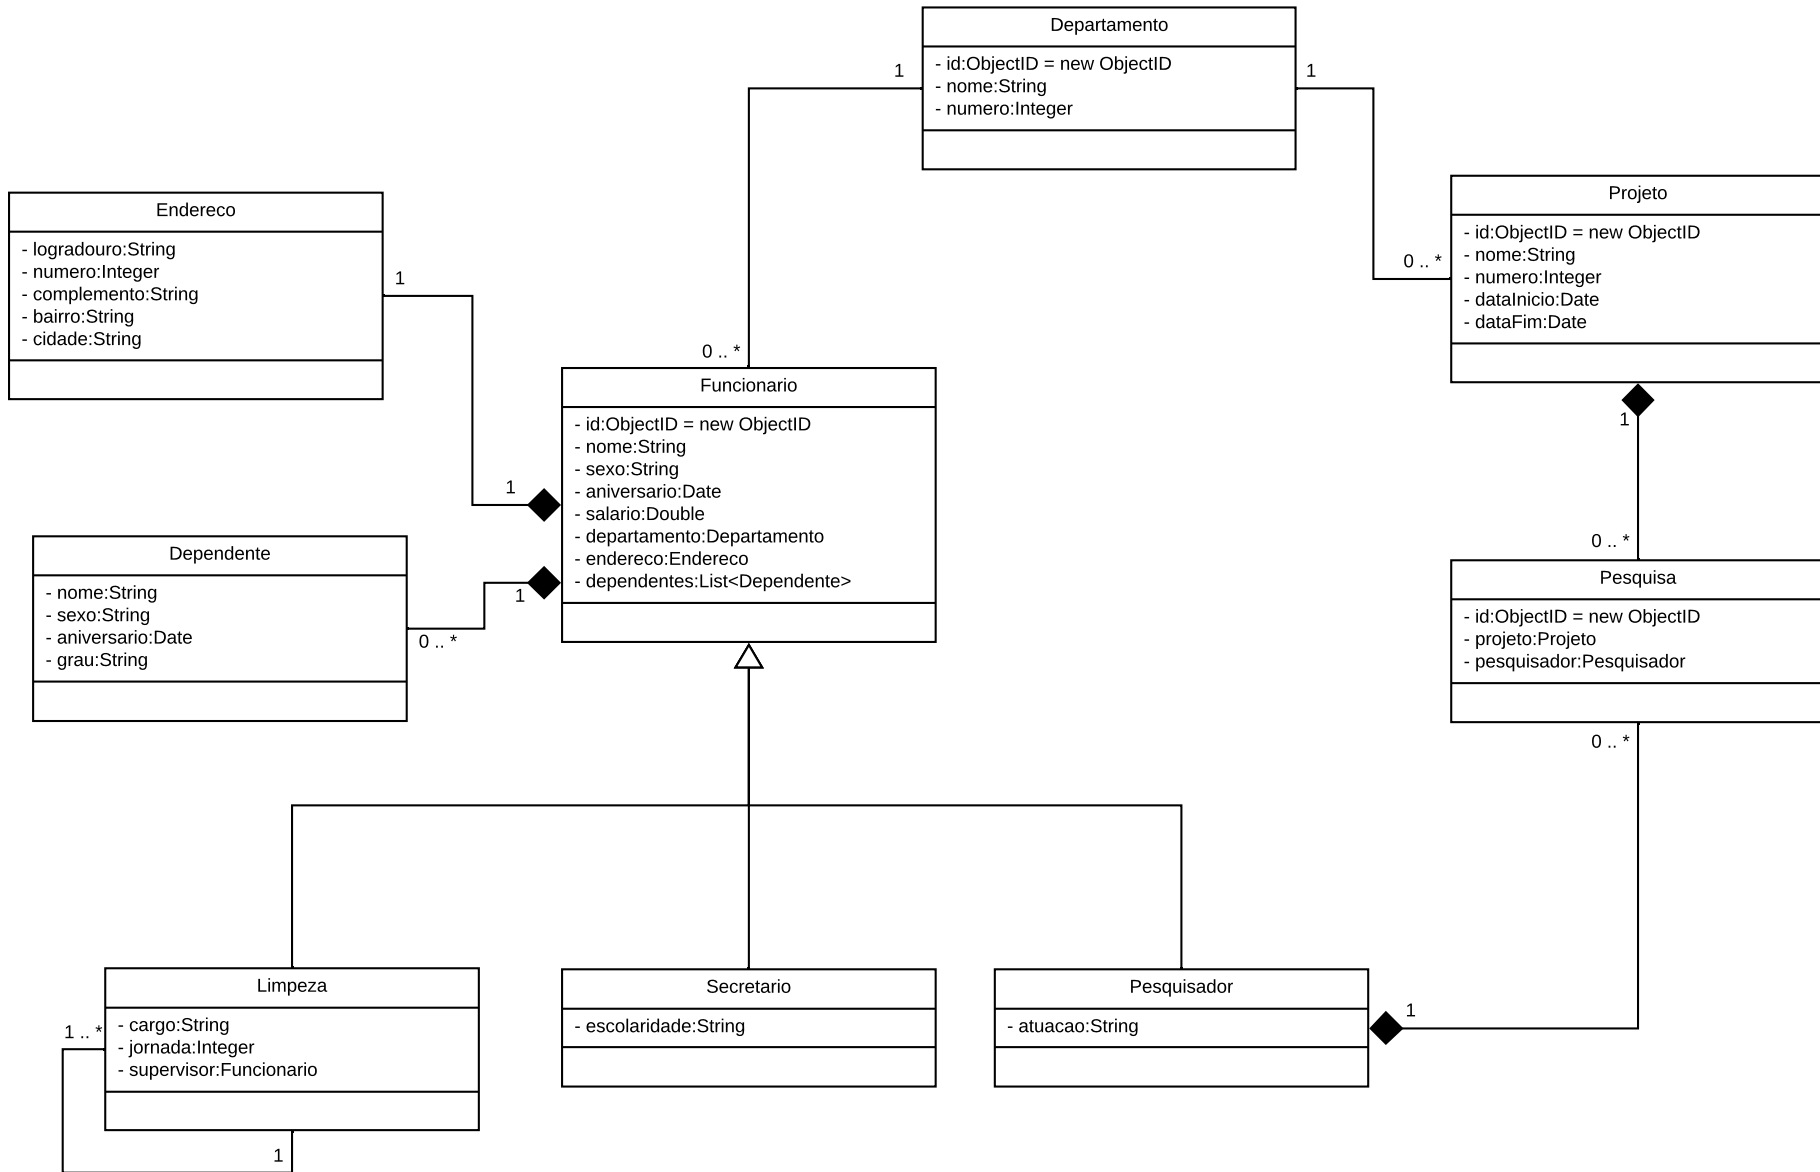 Departamento
- id:ObjectID = new ObjectID
- nome:String
- numero:Integer
1
1
0 .. *
0 .. *
Projeto
- id:ObjectID = new ObjectID
- nome:String
- numero:Integer
- dataInicio:Date
- dataFim:Date
1
0 .. *
Endereco
- logradouro:String
- numero:Integer
- complemento:String
- bairro:String
- cidade:String
1
1
Funcionario
- id:ObjectID = new ObjectID
- nome:String
- sexo:String
- aniversario:Date
- salario:Double
- departamento:Departamento
- endereco:Endereco
- dependentes:List<Dependente>
Dependente
- nome:String
- sexo:String
- aniversario:Date
- grau:String
1
0 .. *
Pesquisa
- id:ObjectID = new ObjectID
- projeto:Projeto
- pesquisador:Pesquisador
0 .. *
Limpeza
- cargo:String
- jornada:Integer
- supervisor:Funcionario
1 .. *
1
Secretario
- escolaridade:String
Pesquisador
- atuacao:String
1